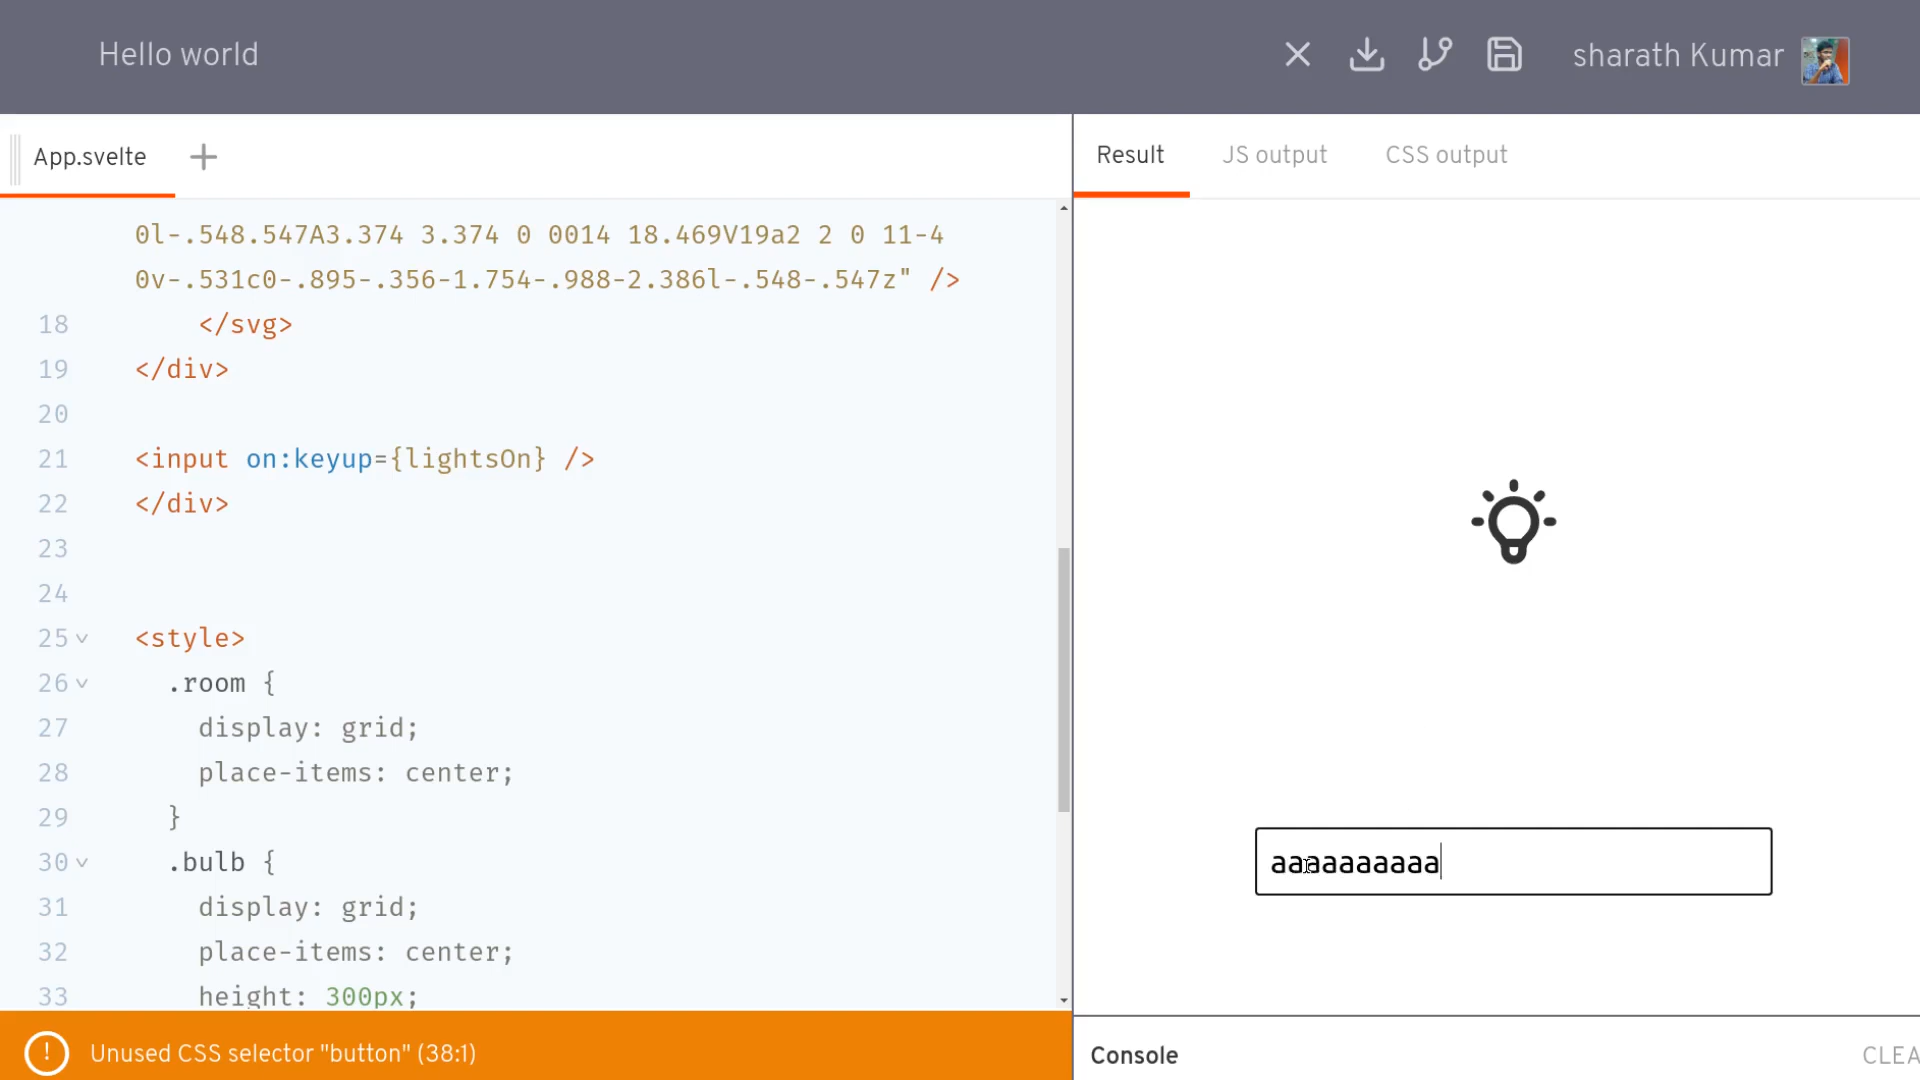 Hello world
sharath Kumar
App.svelte
Result JS output CSS output
0l-.548.547A3.374 3.374 0 0014 18.469V19a2 2 0 11-4
0v-.531c0-.895-.356-1.754-.988-2.386l-.548-.547z" />
18 </svg>
19 </div>
20
21 <input on:keyup={lightsOn} />
22 </div>
23
24
25 <style>
26 .room {
27 display: grid;
28 place-items: center;
29 }
30 .bulb {
31 display: grid;
32 place-items: center;
33 height: 300px;
aaaaaaaaaa
Unused CSS selector "button" (38:1)
Console
CLEA